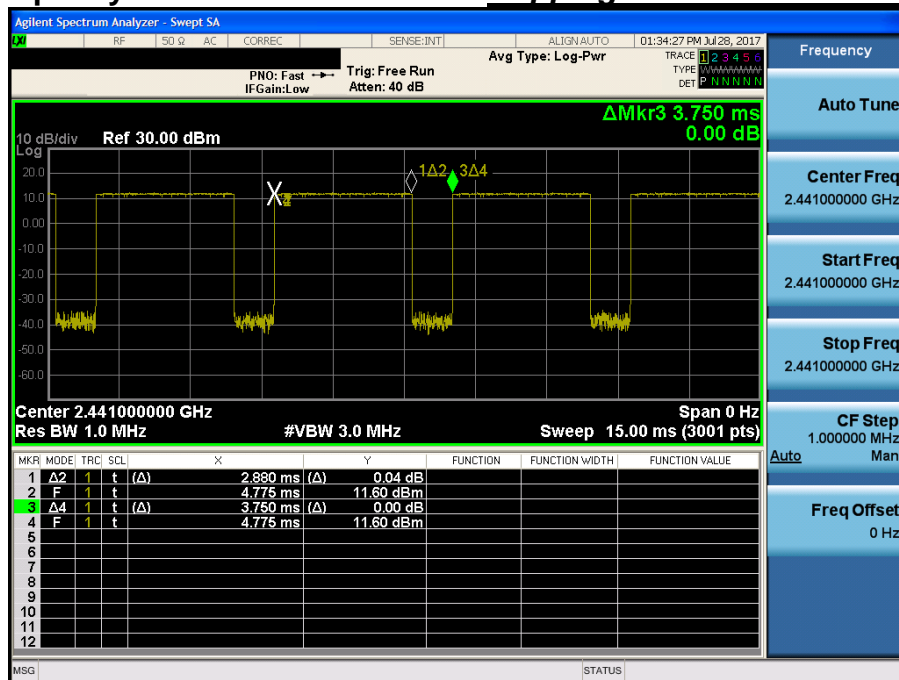 Agilent Spectrum Analyzer - Swept SA
LXI RF 50 Ω AC CORREC SENSE:INT ALIGN AUTO 01:34:27 PM Jul 28, 2017
Avg Type: Log-Pwr TRACE 1 2 3 4 5 6
PNO: Fast Trig: Free Run TYPE WWWWWWW
IFGain:Low Atten: 40 dB DET P N N N N N
ΔMkr3 3.750 ms
0.00 dB
10 dB/div Ref 30.00 dBm
Log
20.0
10.0
0.00
-10.0
-20.0
-30.0
-40.0
-50.0
-60.0
1Δ2 3Δ4
X
Center 2.441000000 GHz Span 0 Hz
Res BW 1.0 MHz #VBW 3.0 MHz Sweep 15.00 ms (3001 pts)
MKR MODE TRC SCL X Y FUNCTION FUNCTION WIDTH FUNCTION VALUE
1 Δ2 1 t (Δ) 2.880 ms (Δ) 0.04 dB
2 F 1 t 4.775 ms 11.60 dBm
3 Δ4 1 t (Δ) 3.750 ms (Δ) 0.00 dB
4 F 1 t 4.775 ms 11.60 dBm
5
6
7
8
9
10
11
12
MSG STATUS
Frequency
Auto Tune
Center Freq
2.441000000 GHz
Start Freq
2.441000000 GHz
Stop Freq
2.441000000 GHz
CF Step
1.000000 MHz
Auto Man
Freq Offset
0 Hz